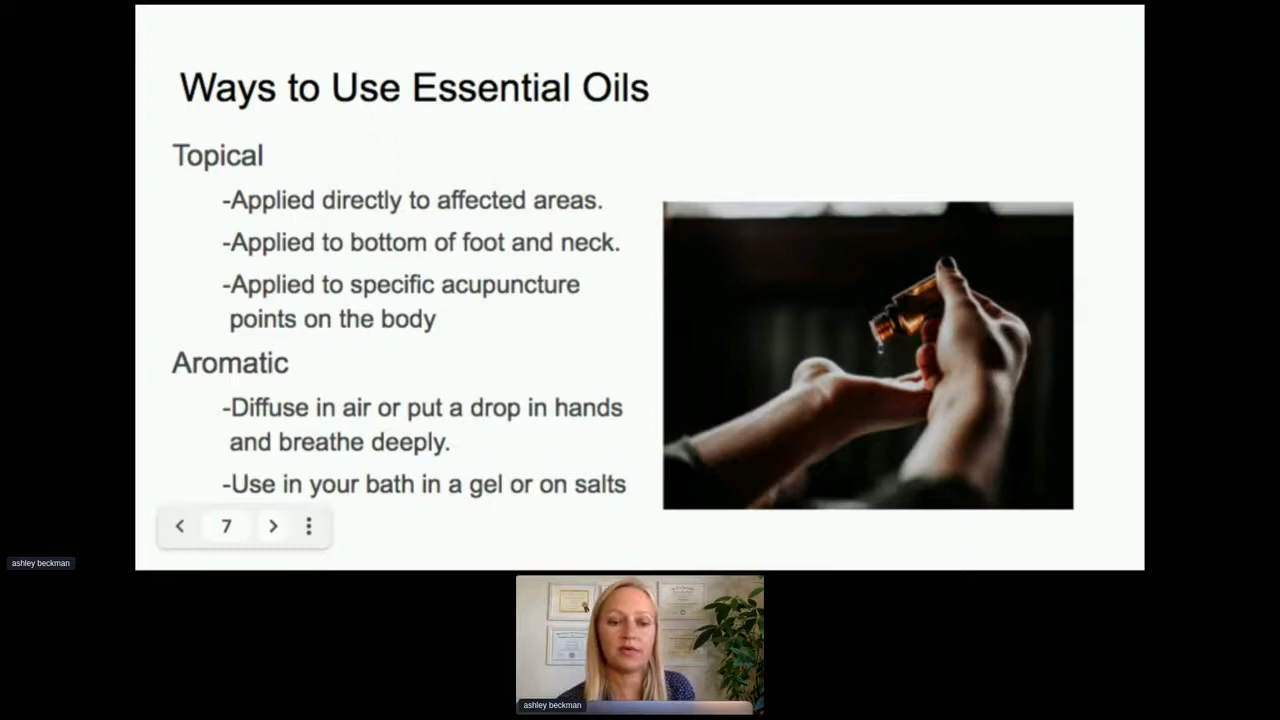 Ways to Use Essential Oils
Topical
-Applied directly to affected areas.
-Applied to bottom of foot and neck.
-Applied to specific acupuncture
points on the body
Aromatic
-Diffuse in air or put a drop in hands
and breathe deeply.
-Use in your bath in a gel or on salts
7
ashley beckman
ashley beckman